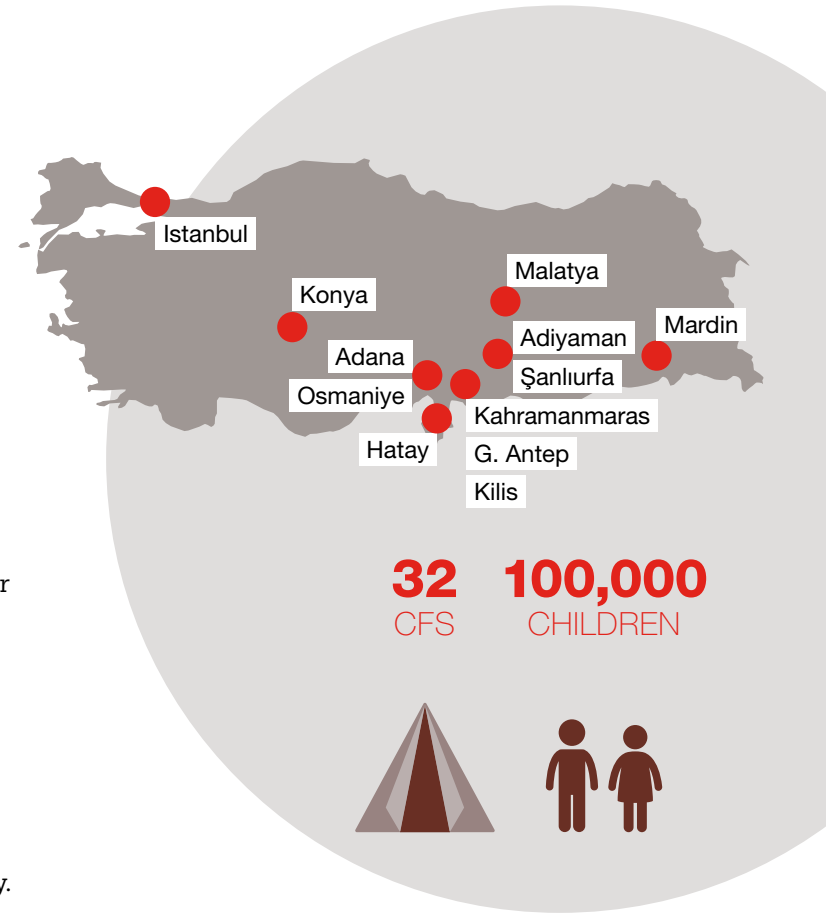 Istanbul
Konya
Malatya
Adana
Adiyaman
Mardin
Osmaniye
Şanlıurfa
Hatay
Kahramanmaras
G. Antep
Kilis
r
32 100,000
CFS CHILDREN
y.